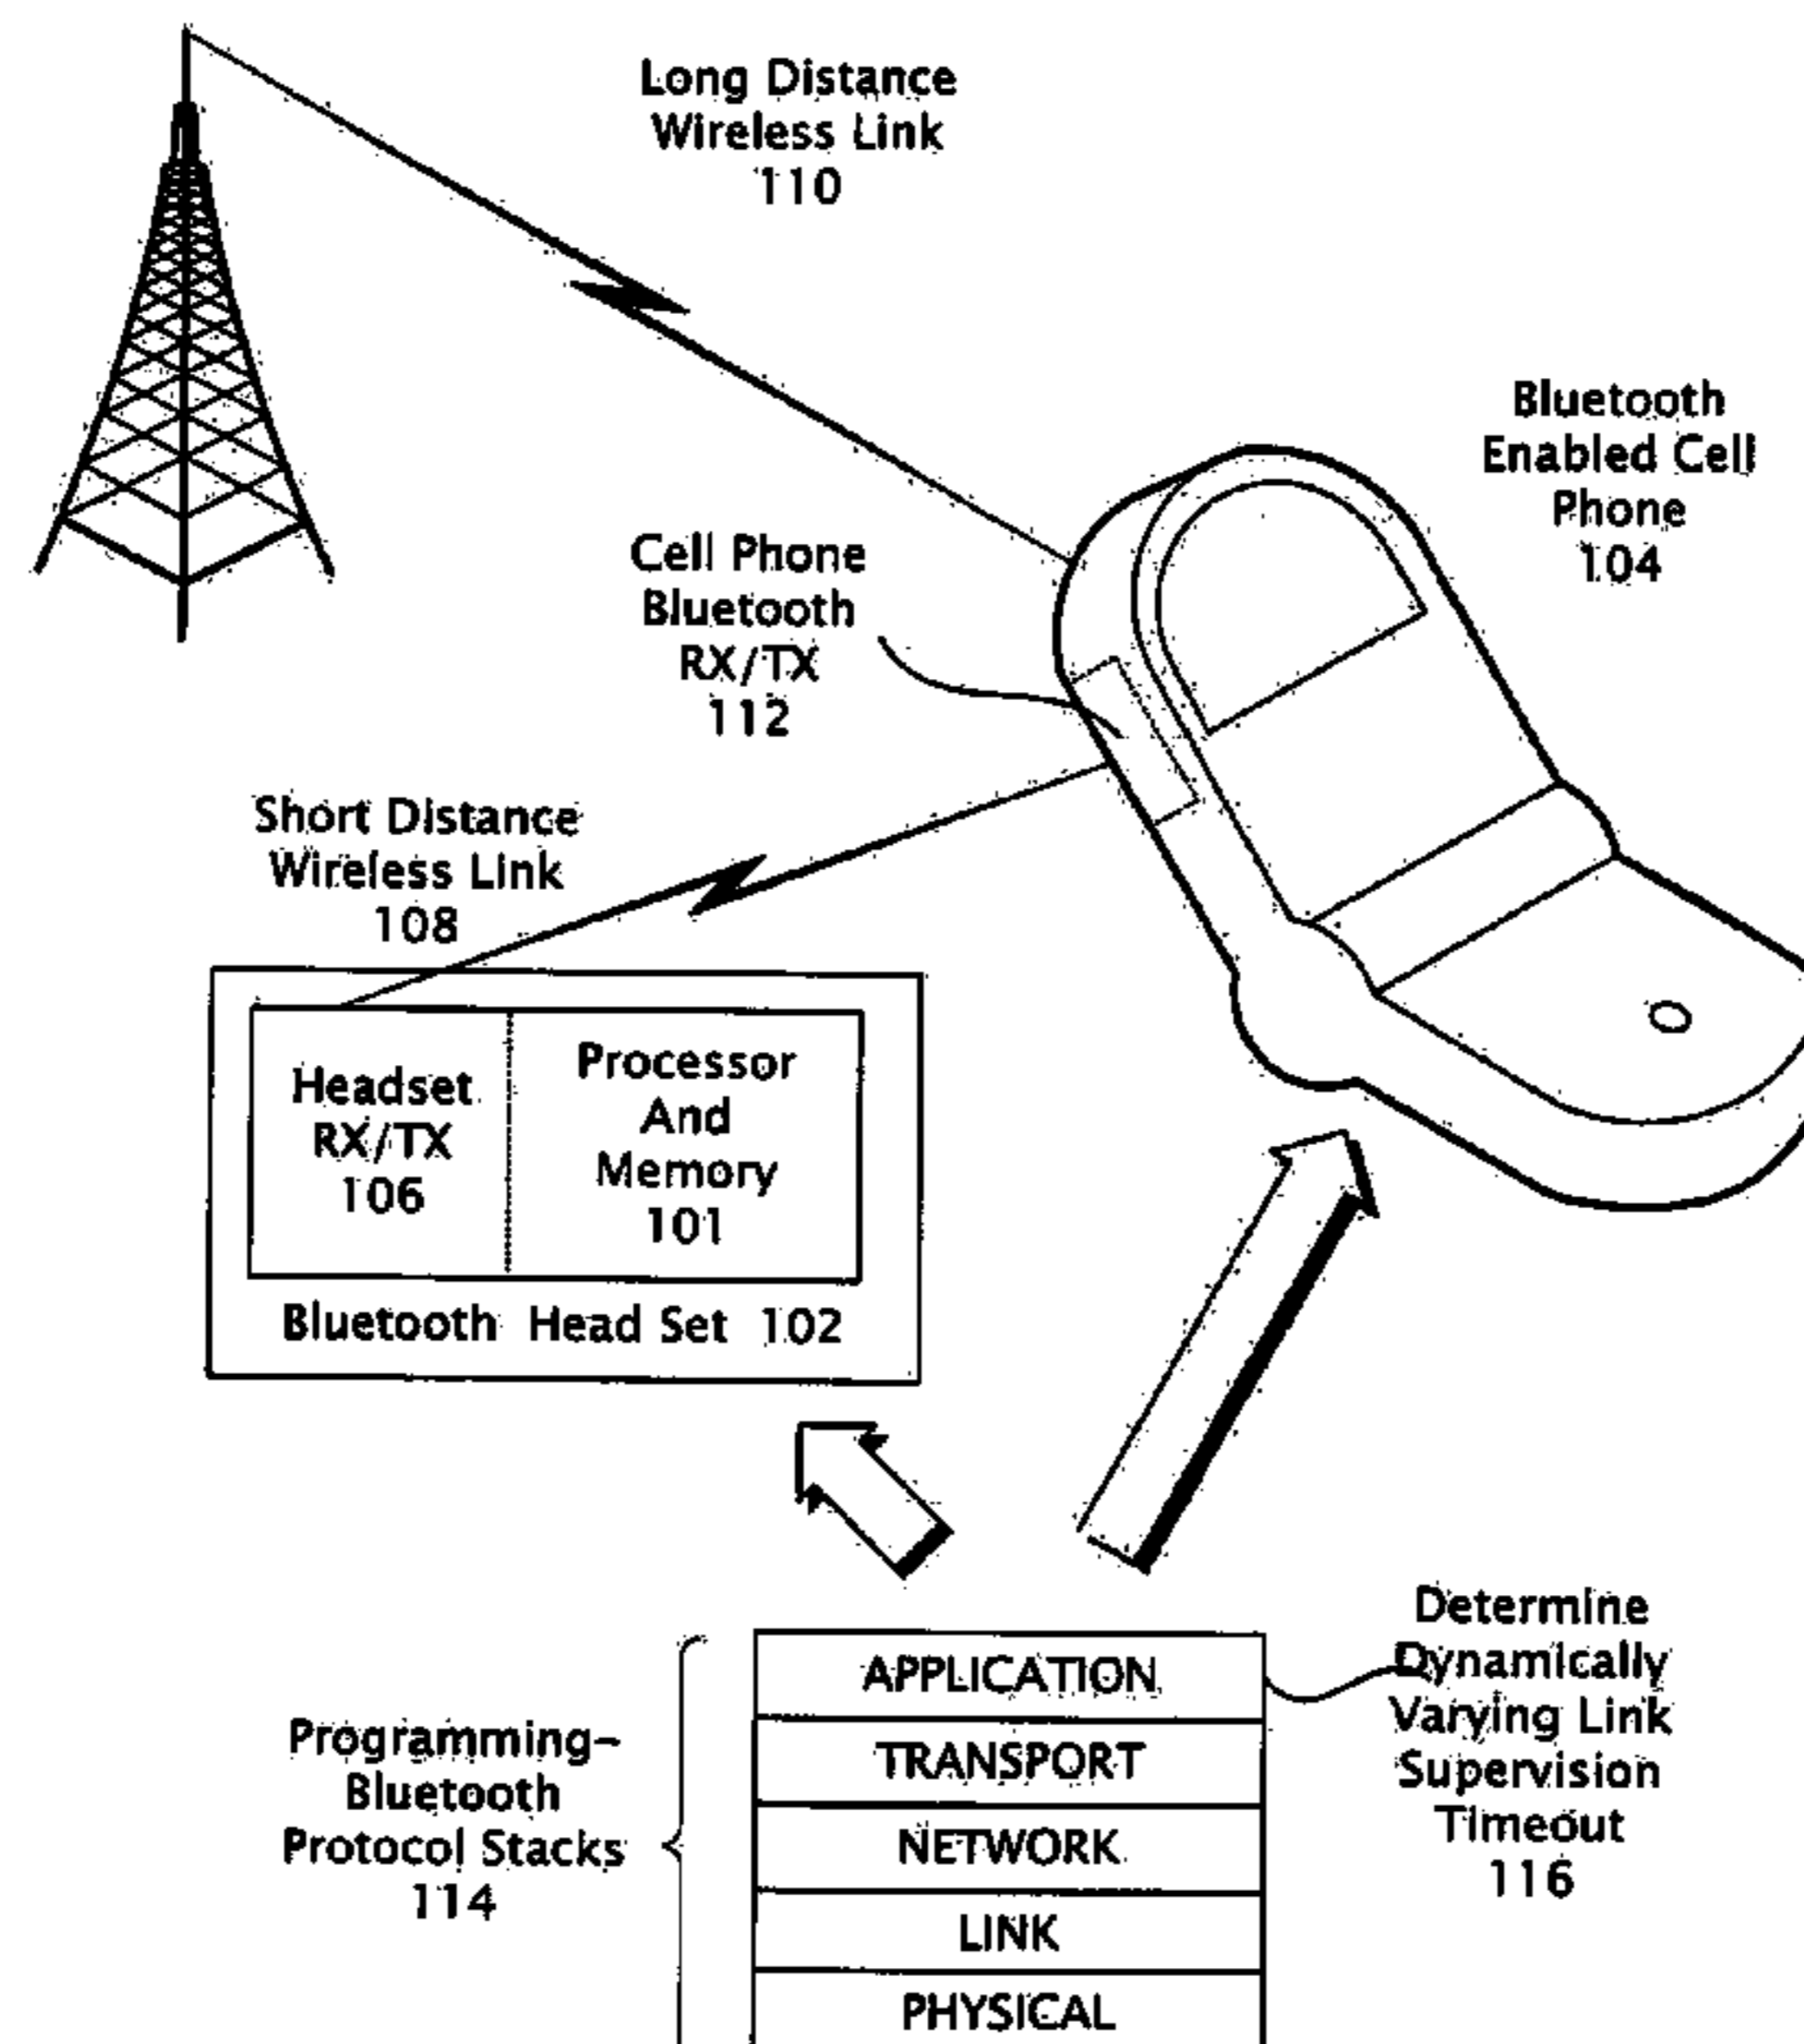 Long Distance
Wireless Link
110
Bluetooth
Enabled Cell
Phone
104
Cell Phone
Bluetooth
RX/TX
112
Short Distance
Wireless Link
108
Headset
RX/TX
106
Processor
And
Memory
101
Bluetooth Head Set 102
Determine
Dynamically
Varying Link
Supervision
Timeout
116
Programming-
Bluetooth
Protocol Stacks
114
APPLICATION
TRANSPORT
NETWORK
LINK
PHYSICAL